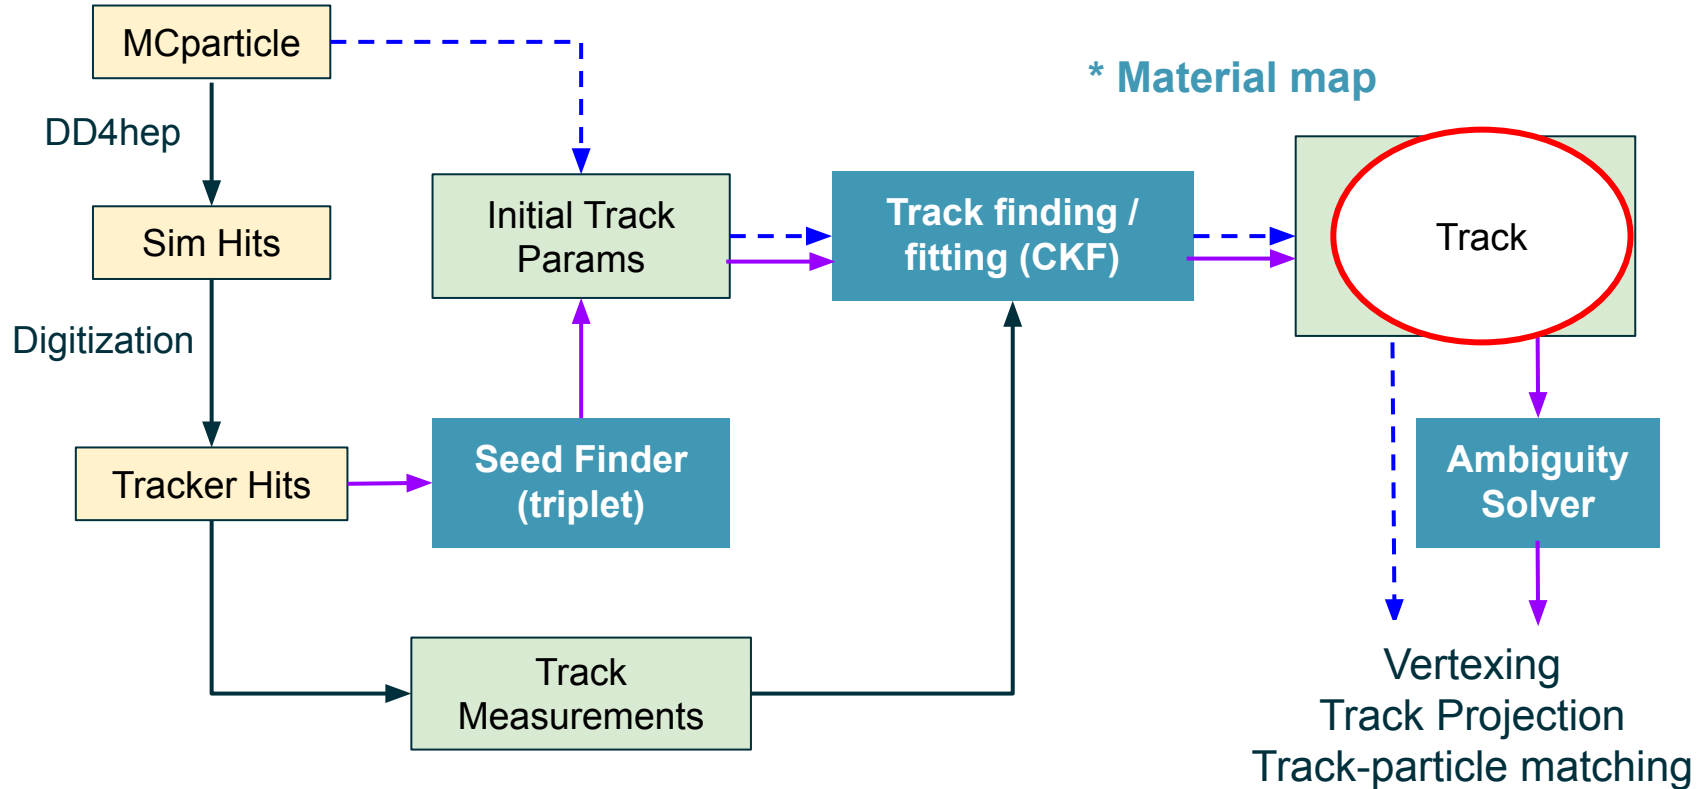 MCparticle
* Material map
DD4hep
Initial Track
Params
Track finding /
fitting (CKF)
Track
Sim Hits
Digitization
Tracker Hits
Seed Finder
(triplet)
Ambiguity
Solver
Track
Measurements
Vertexing
Track Projection
Track-particle matching